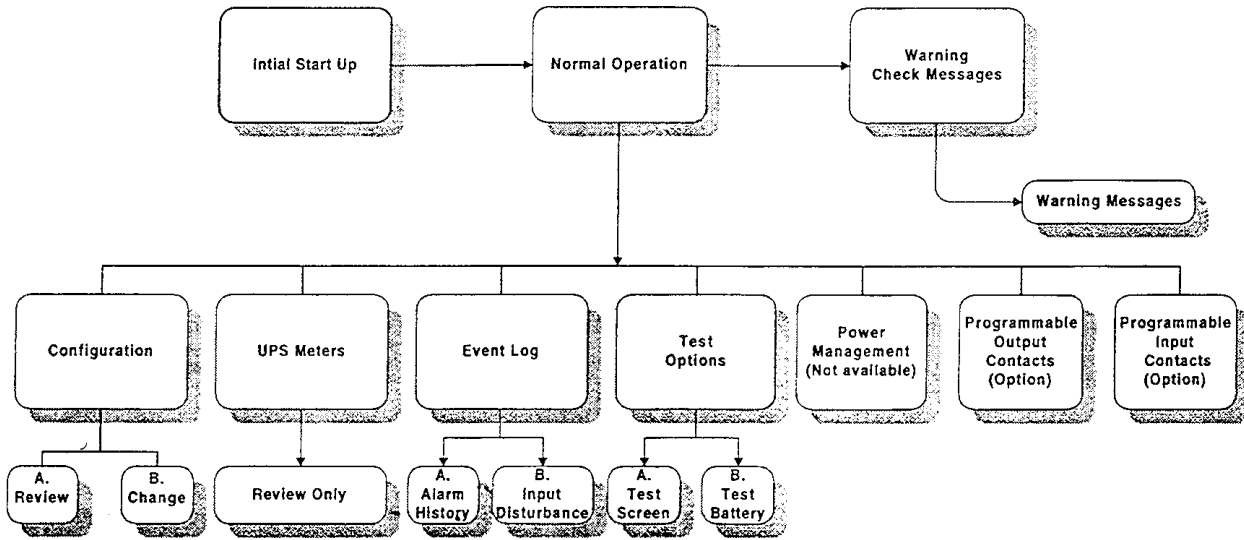 Intial Start Up
Normal Operation
Warning
Check Messages
Warning Messages
Configuration
UPS Meters
Event Log
Test
Options
Power
Management
(Not available)
Programmable
Output
Contacts
(Option)
Programmable
Input
Contacts
(Option)
A.
Review
B.
Change
Review Only
A.
Alarm
History
B.
Input
Disturbance
A.
Test
Screen
B.
Test
Battery